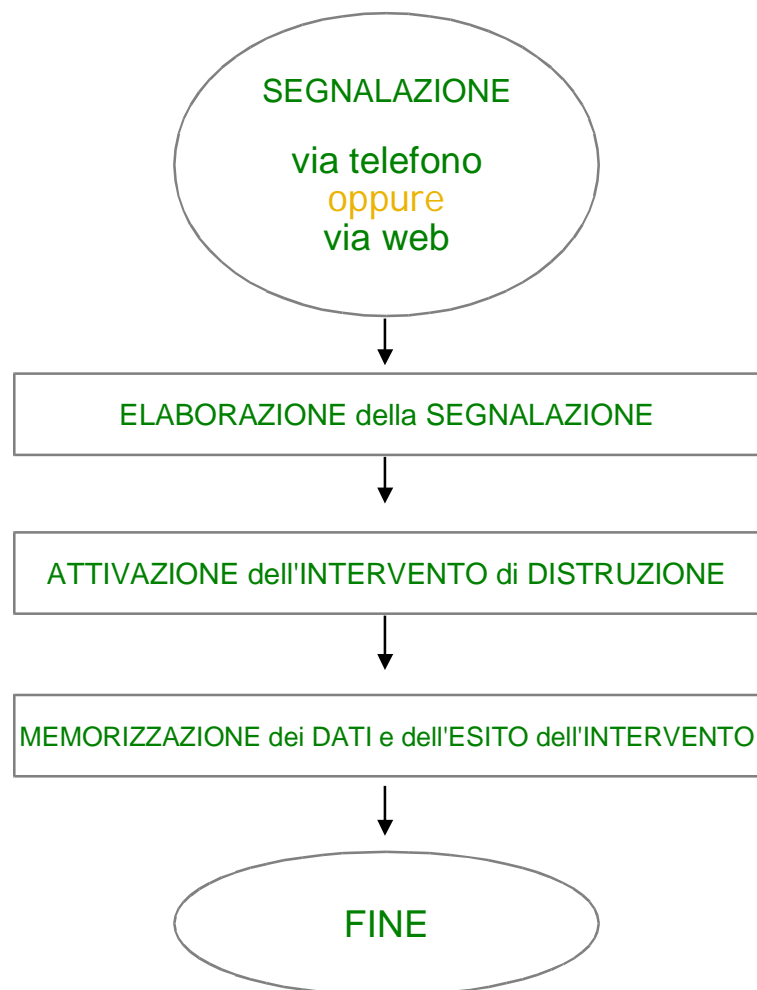 SEGNALAZIONE
via telefono
oppure
via web
ELABORAZIONE della SEGNALAZIONE
ATTIVAZIONE dell'INTERVENTO di DISTRUZIONE
MEMORIZZAZIONE dei DATI e dell'ESITO dell'INTERVENTO
FINE